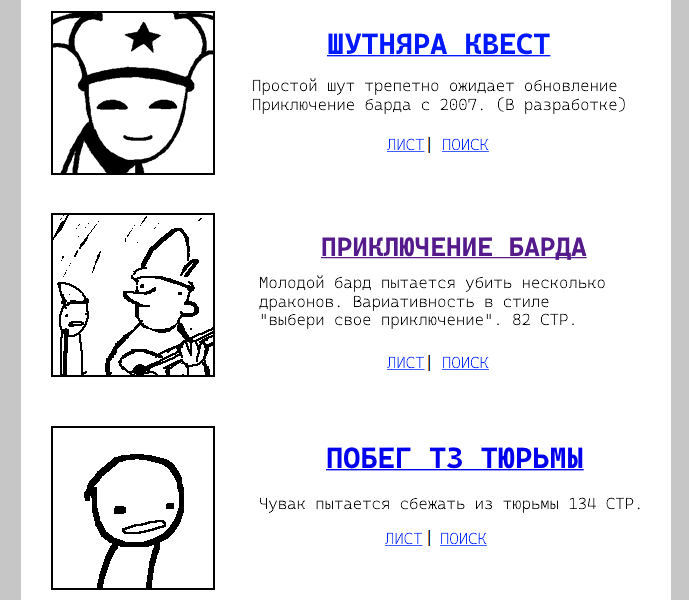 ШУТНЯРА КВЕСТ
Простой шут трепетно ожидает обновление
Приключение барда с 2007. (В разработке)
ЛИСТ| ПОИСК
ПРИКЛЮЧЕНИЕ БАРДА
Молодой бард пытается убить несколько
драконов. Вариативность в стиле
"выбери свое приключение". 82 СТР.
ЛИСТ| ПОИСК
ПОБЕГ ТЗ ТЮРЬМЫ
Чувак пытается сбежать из тюрьмы 134 СТР.
ЛИСТ| ПОИСК